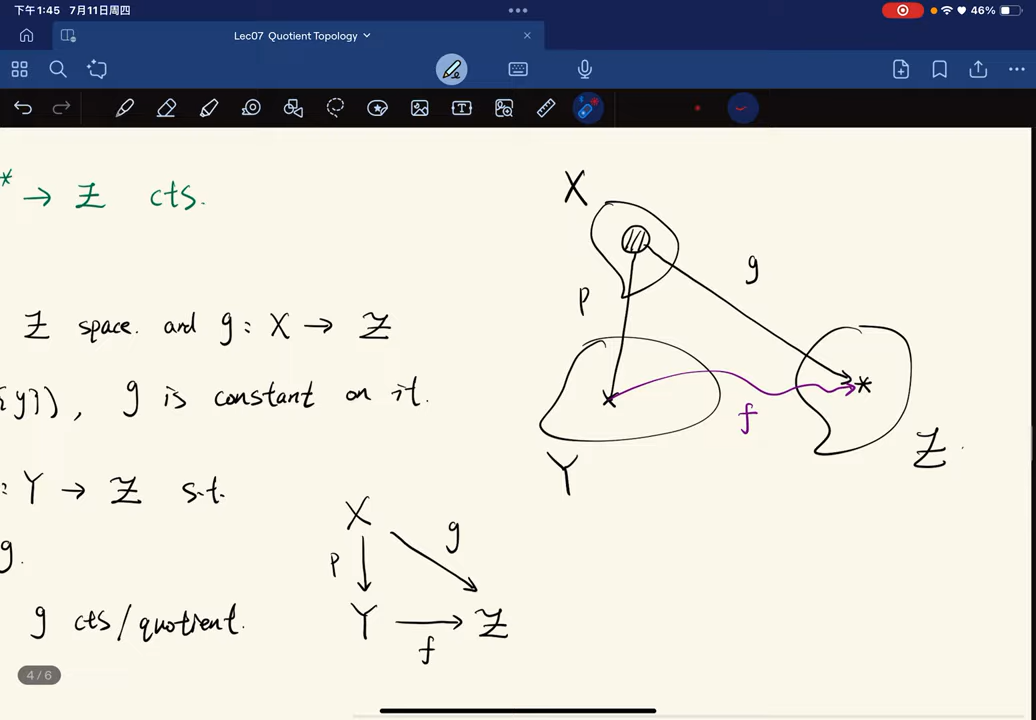 下午1:45 7月11日周四
46%
Lec07 Quotient Topology
* → Z cts.
Z space. and g: X → Z
{y}), g is constant on it.
: Y → Z s.t.
g.
g cts/quotient.
X
g
P
Y
Z
f
X
P
g
f
Y
Z
4 / 6